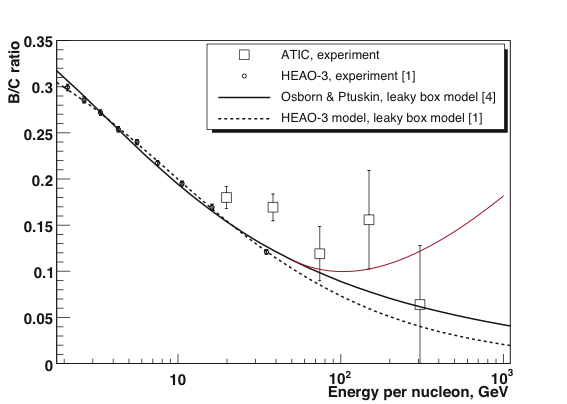 B/C ratio
0.35
0.3
0.25
0.2
0.15
0.1
0.05
0
ATIC, experiment
HEAO-3, experiment [1]
Osborn & Ptuskin, leaky box model [4]
HEAO-3 model, leaky box model [1]
10
10²
10³
Energy per nucleon, GeV